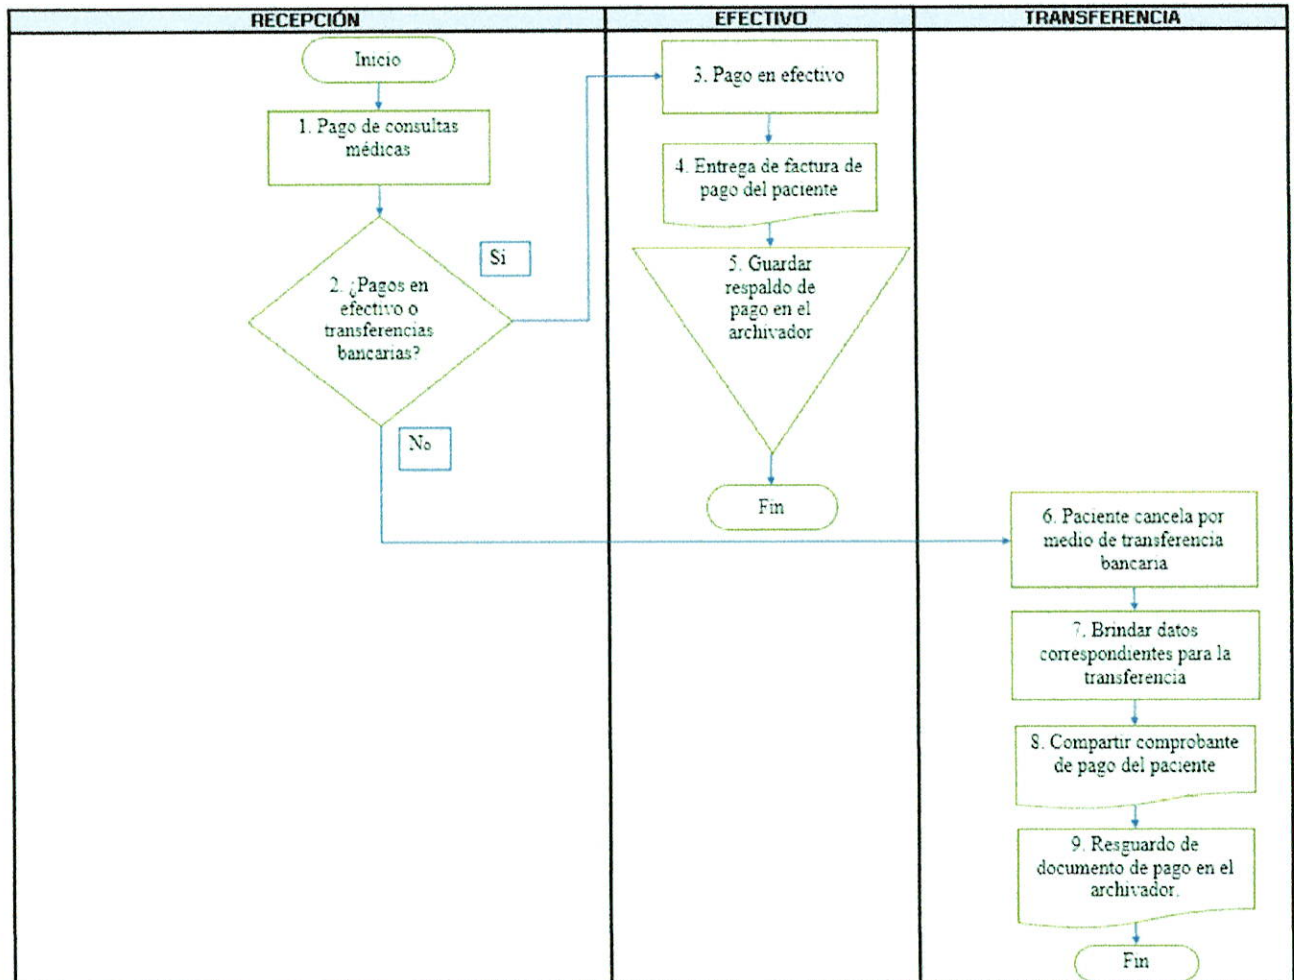 RECEPCIÓN
EFECTIVO
TRANSFERENCIA
Inicio
1. Pago de consultas
médicas
2. ¿Pagos en
efectivo o
transferencias
bancarias?
Si
No
3. Pago en efectivo
4. Entrega de factura de
pago del paciente
5. Guardar
respaldo de
pago en el
archivador
Fin
6. Paciente cancela por
medio de transferencia
bancaria
7. Brindar datos
correspondientes para la
transferencia
8. Compartir comprobante
de pago del paciente
9. Resguardo de
documento de pago en el
archivador.
Fin